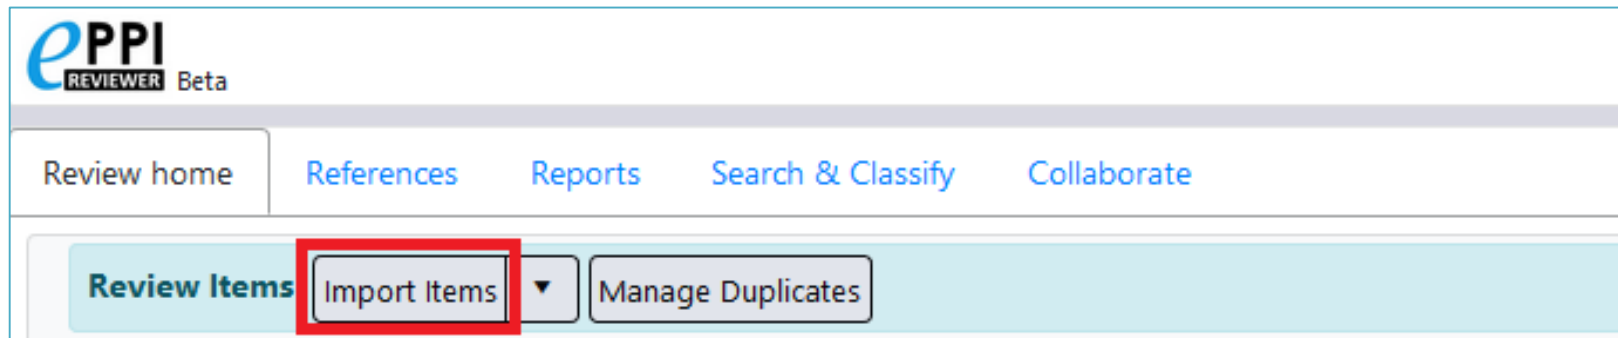 ePPI
REVIEWER Beta
Review home References Reports Search & Classify Collaborate
Review Items Import Items ▼ Manage Duplicates